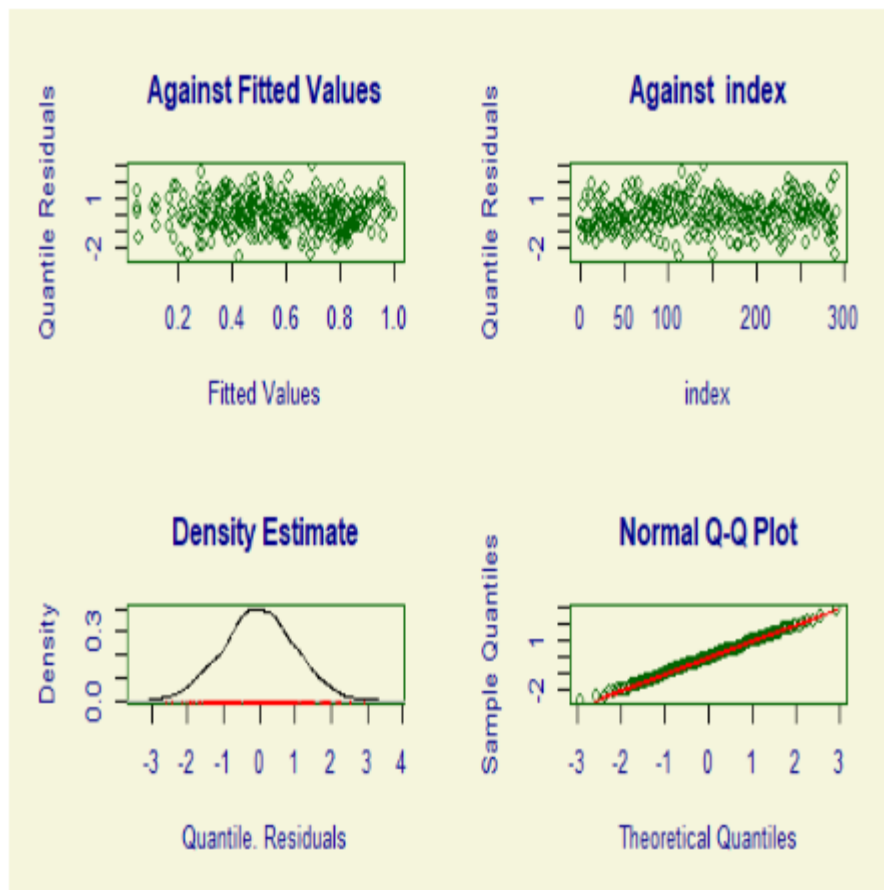 Against Fitted Values
Quantile Residuals
1
-2
0.2 0.4 0.6 0.8 1.0
Fitted Values
Against index
Quantile Residuals
1
-2
0 50 100 200 300
index
Density Estimate
Density
0.3
0.0
-3 -2 -1 0 1 2 3 4
Quantile. Residuals
Normal Q-Q Plot
Sample Quantiles
1
-2
-3 -2 -1 0 1 2 3
Theoretical Quantiles